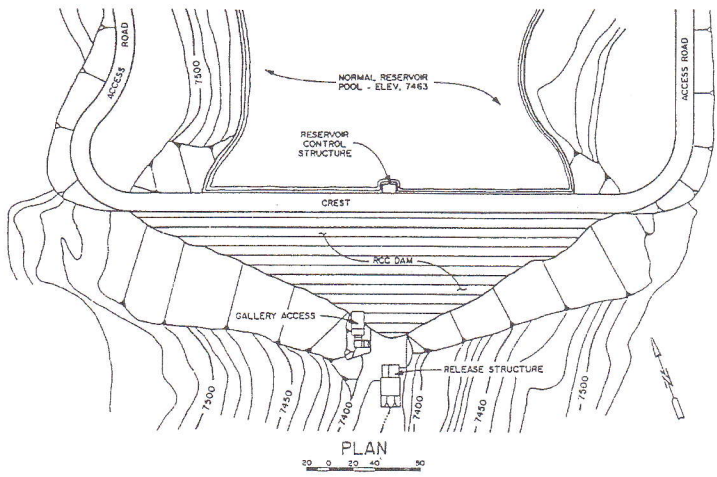 ACCESS ROAD
7500
NORMAL RESERVOIR
POOL - ELEV. 7463
ACCESS ROAD
RESERVOIR
CONTROL
STRUCTURE
CREST
RCC DAM
GALLERY ACCESS
RELEASE STRUCTURE
7500
7450
7400
7400
7450
7500
N
PLAN
20 0 20 40 50